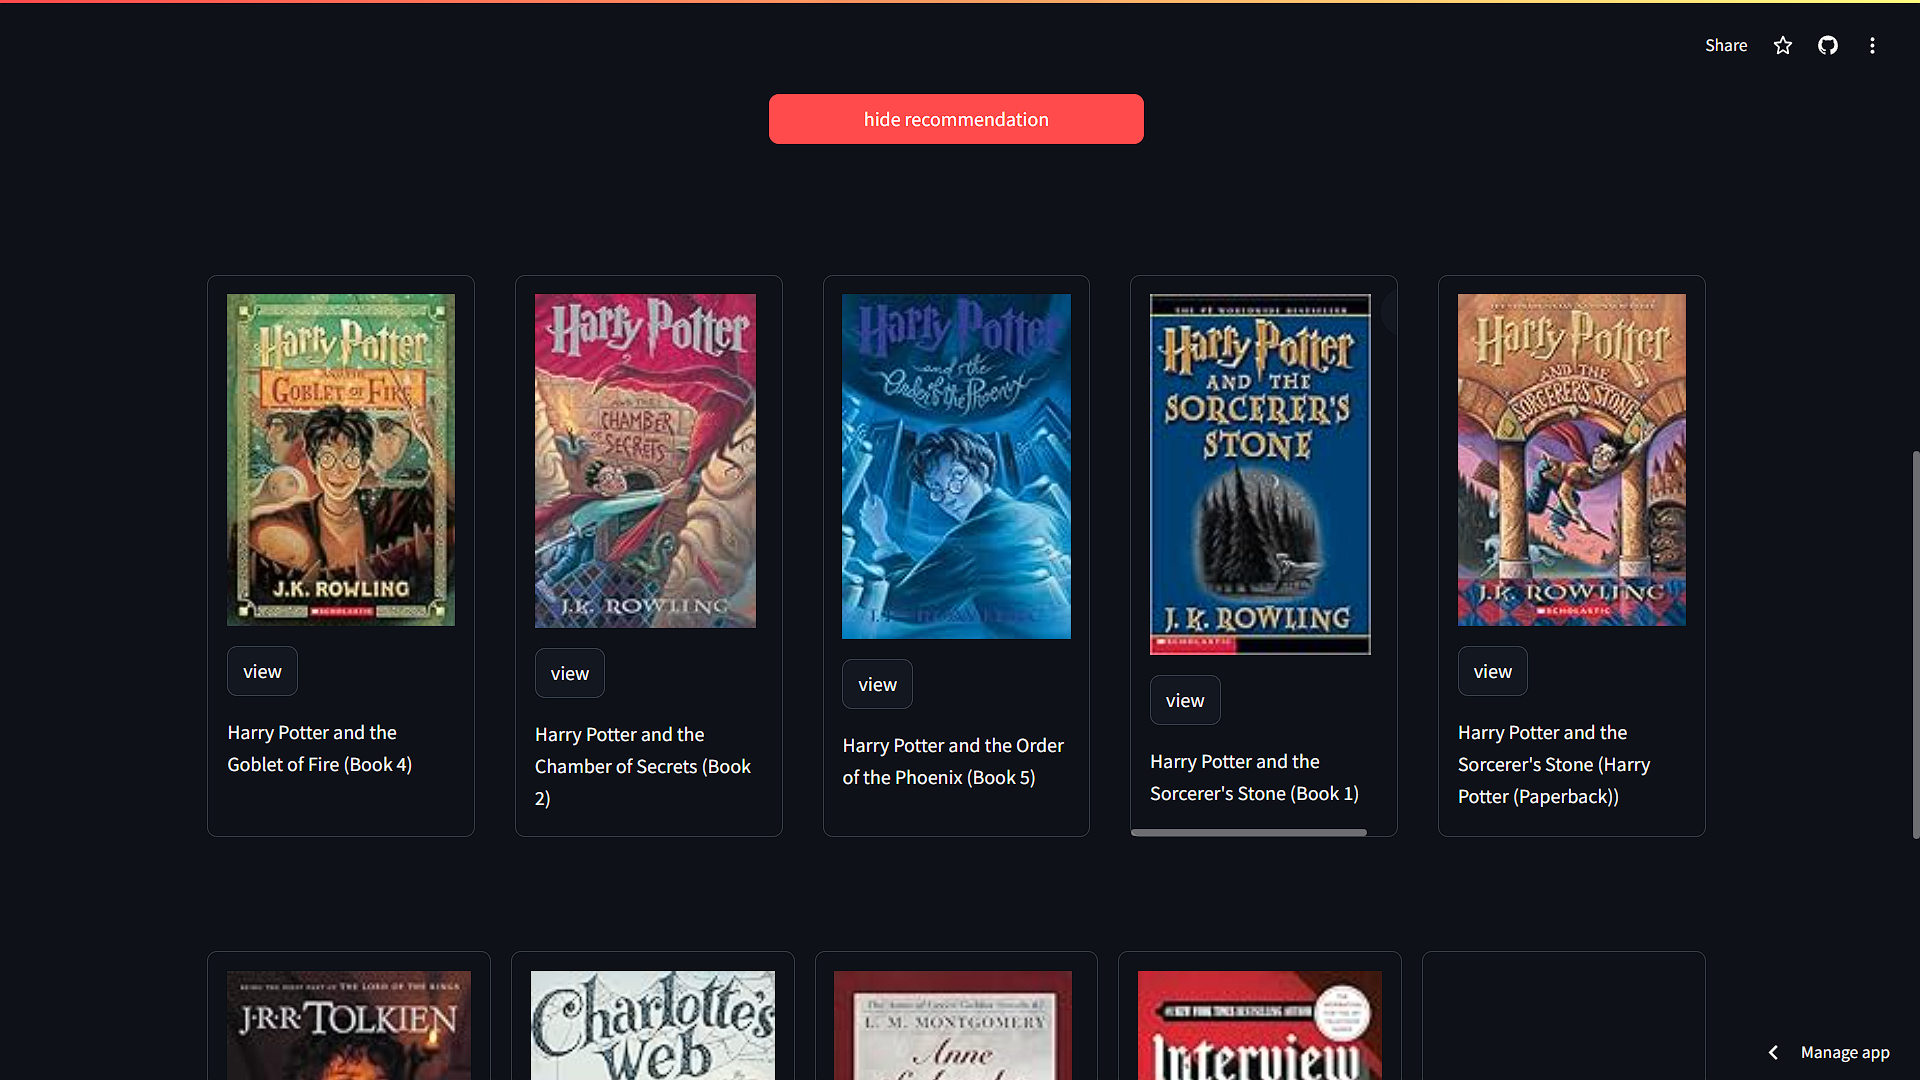 Share
hide recommendation
Harry Potter
AND THE
GOBLET OF FIRE
J.K. ROWLING
SCHOLASTIC
view
Harry Potter and the
Goblet of Fire (Book 4)
Harry Potter
AND THE
CHAMBER
OF
SECRETS
J.K. ROWLING
view
Harry Potter and the
Chamber of Secrets (Book
2)
Harry Potter
and the
Order of the Phoenix
view
Harry Potter and the Order
of the Phoenix (Book 5)
THE #1 WORLDWIDE BESTSELLER
Harry Potter
AND THE
SORCERER'S
STONE
J. K. ROWLING
SCHOLASTIC
view
Harry Potter and the
Sorcerer's Stone (Book 1)
Harry Potter
AND THE
SORCERER'S STONE
J.K. ROWLING
SCHOLASTIC
view
Harry Potter and the
Sorcerer's Stone (Harry
Potter (Paperback))
BEING THE FIRST PART OF THE LORD OF THE RINGS
J·R·R·TOLKIEN
Charlotte's
Web
L. M. MONTGOMERY
Anne
#1 NEW YORK TIMES BESTSELLING AUTHOR
Interview
Manage app